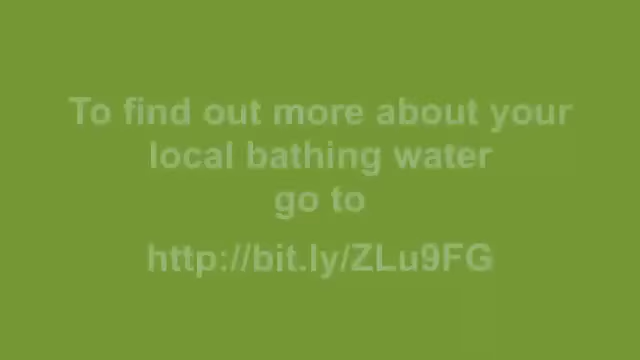 To find out more about your
local bathing water
go to
http://bit.ly/ZLu9FG